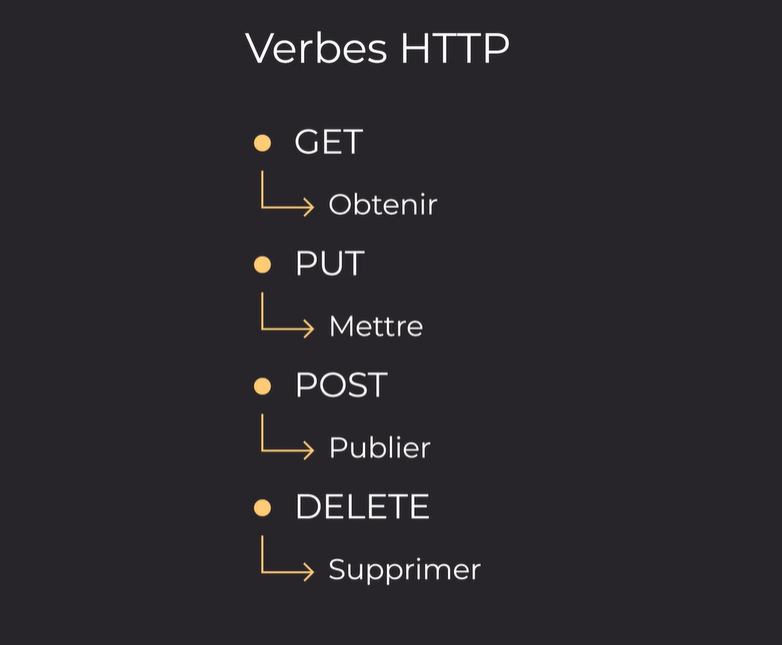 Verbes HTTP
GET
Obtenir
PUT
Mettre
POST
Publier
DELETE
Supprimer